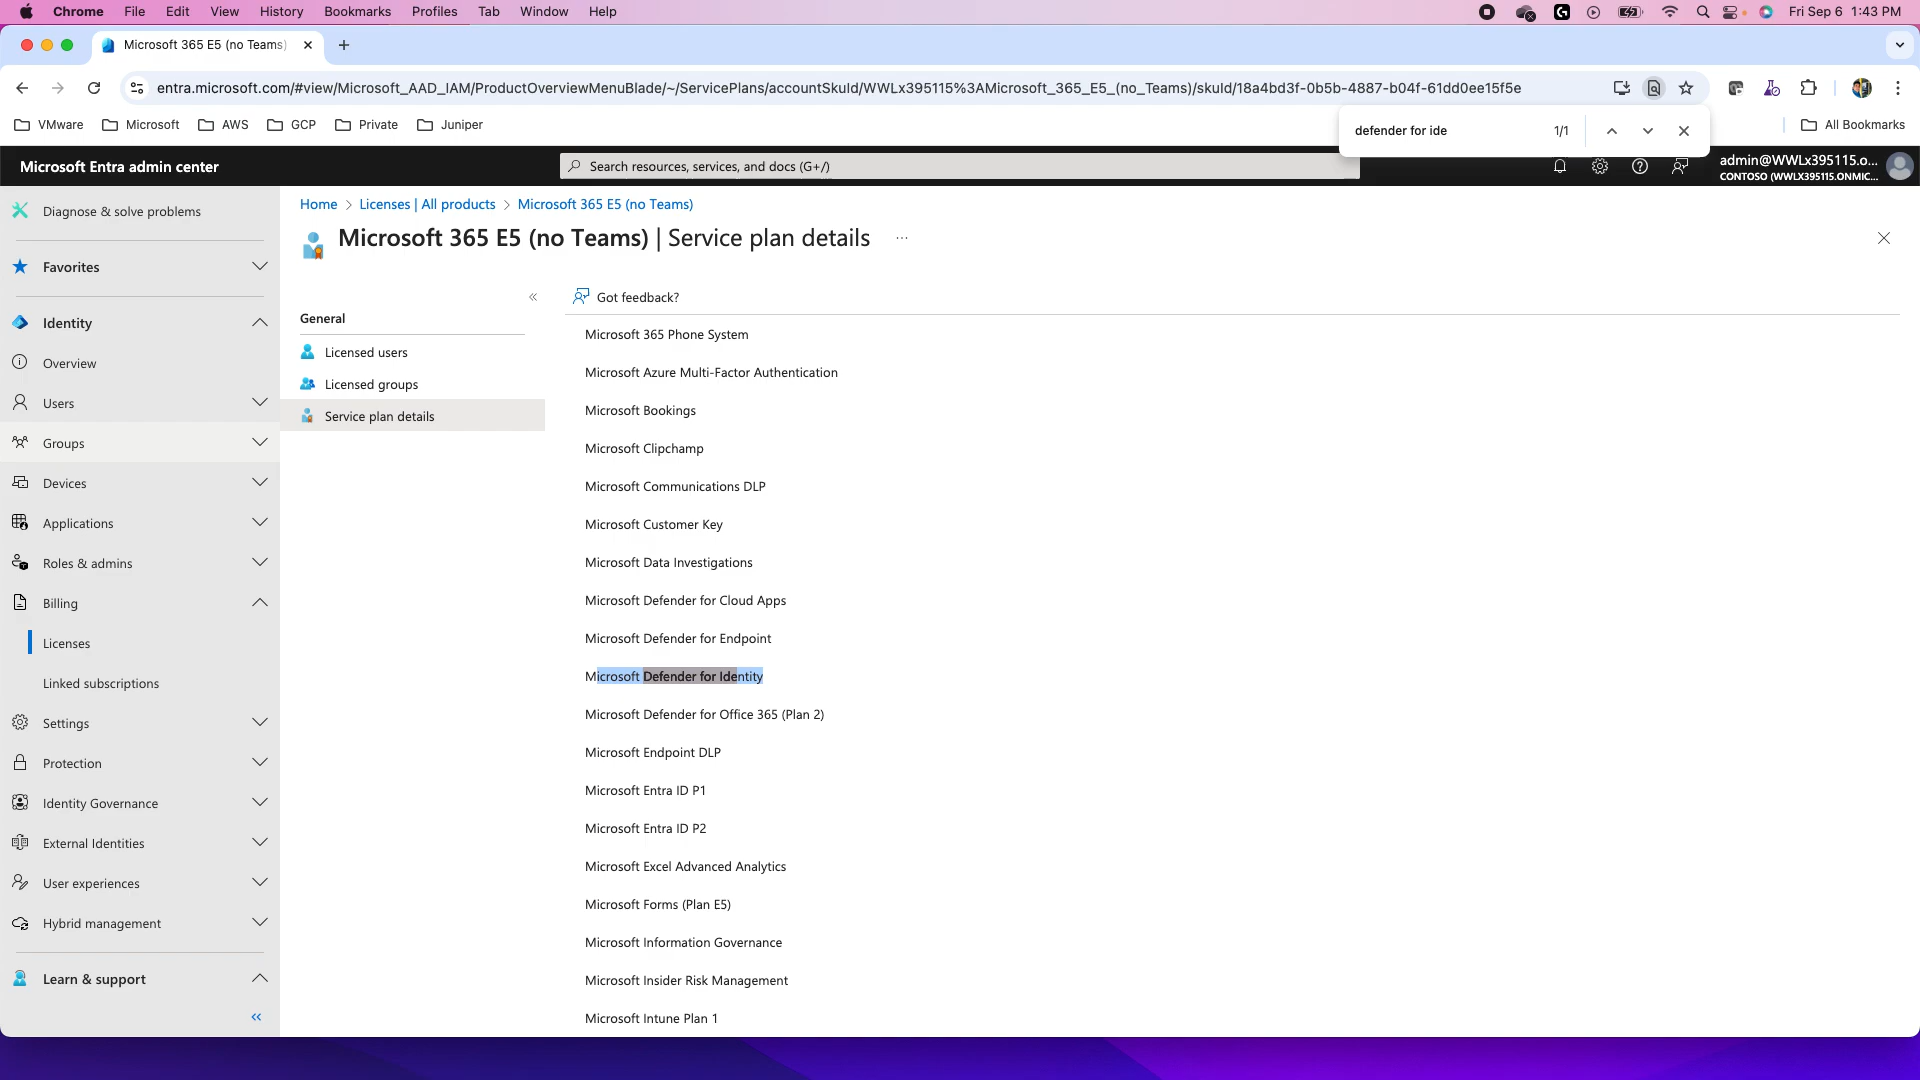 Chrome File Edit View History Bookmarks Profiles Tab Window Help
Fri Sep 6 1:43 PM
Microsoft 365 E5 (no Teams)
entra.microsoft.com/#view/Microsoft_AAD_IAM/ProductOverviewMenuBlade/~/ServicePlans/accountSkuId/WWLx395115%3AMicrosoft_365_E5_(no_Teams)/skuId/18a4bd3f-0b5b-4887-b04f-61dd0ee15f5e
VMware Microsoft AWS GCP Private Juniper
All Bookmarks
defender for ide 1/1
Microsoft Entra admin center
Search resources, services, and docs (G+/)
admin@WWLx395115.o...
CONTOSO (WWLX395115.ONMIC...
Diagnose & solve problems
Favorites
Identity
Overview
Users
Groups
Devices
Applications
Roles & admins
Billing
Licenses
Linked subscriptions
Settings
Protection
Identity Governance
External Identities
User experiences
Hybrid management
Learn & support
Home > Licenses | All products > Microsoft 365 E5 (no Teams)
Microsoft 365 E5 (no Teams) | Service plan details
General
Licensed users
Licensed groups
Service plan details
Got feedback?
Microsoft 365 Phone System
Microsoft Azure Multi-Factor Authentication
Microsoft Bookings
Microsoft Clipchamp
Microsoft Communications DLP
Microsoft Customer Key
Microsoft Data Investigations
Microsoft Defender for Cloud Apps
Microsoft Defender for Endpoint
Microsoft Defender for Identity
Microsoft Defender for Office 365 (Plan 2)
Microsoft Endpoint DLP
Microsoft Entra ID P1
Microsoft Entra ID P2
Microsoft Excel Advanced Analytics
Microsoft Forms (Plan E5)
Microsoft Information Governance
Microsoft Insider Risk Management
Microsoft Intune Plan 1